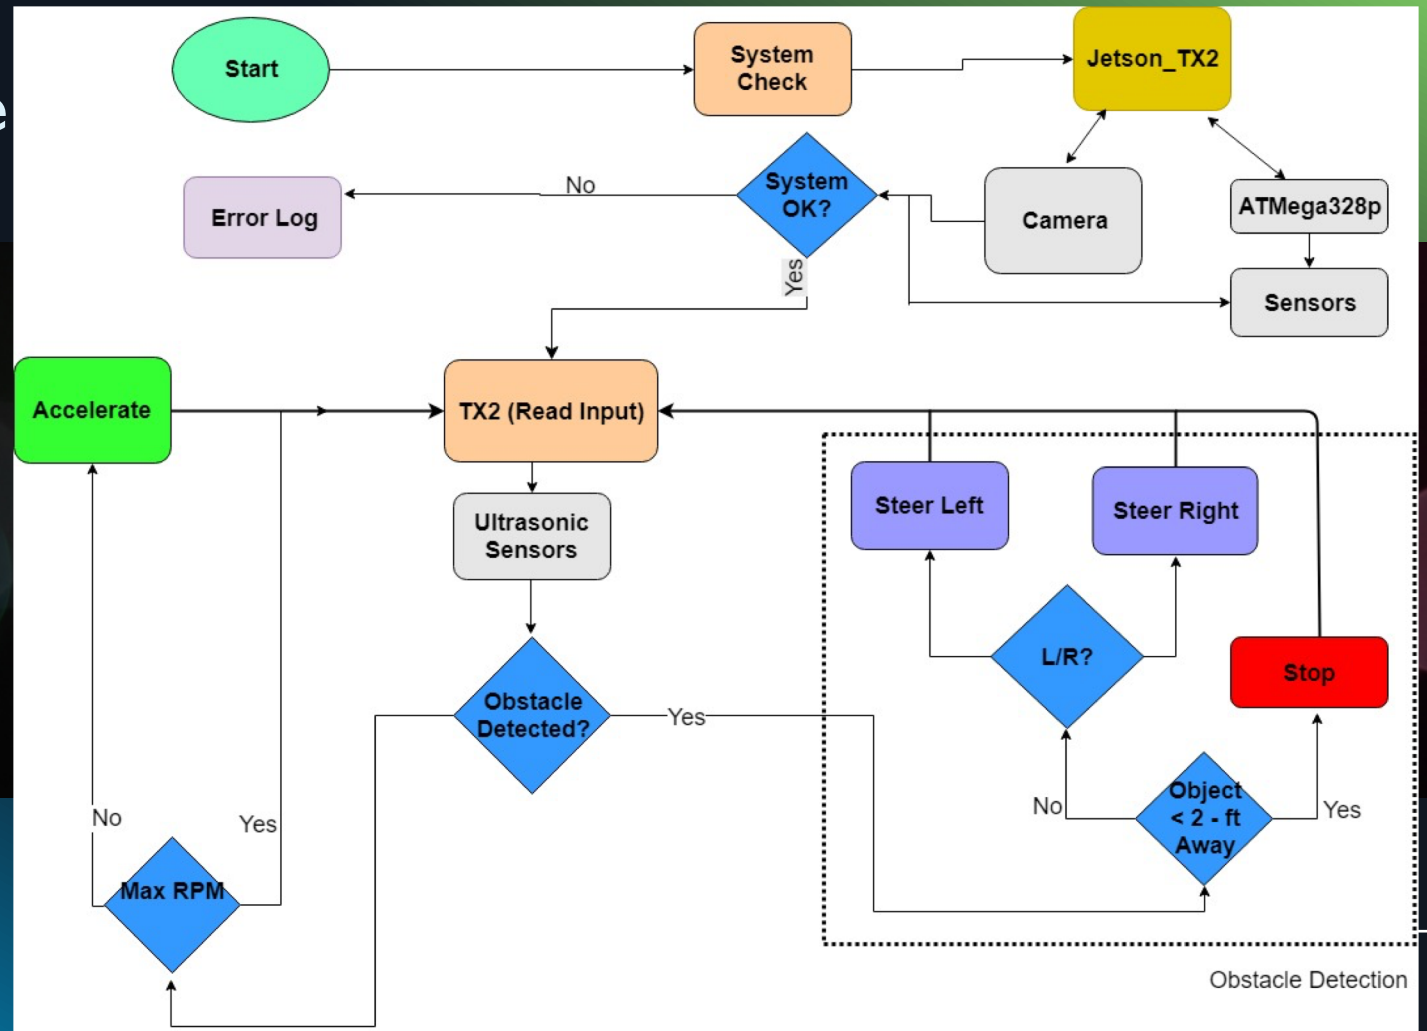 e
Start
System
Check
Jetson_TX2
Error Log
No
System
OK?
Camera
ATMega328p
Sensors
Yes
Accelerate
TX2 (Read Input)
Ultrasonic
Sensors
Steer Left
Steer Right
Obstacle
Detected?
Yes
L/R?
Stop
No
Object
< 2 - ft
Away
Yes
No
Yes
Max RPM
Obstacle Detection